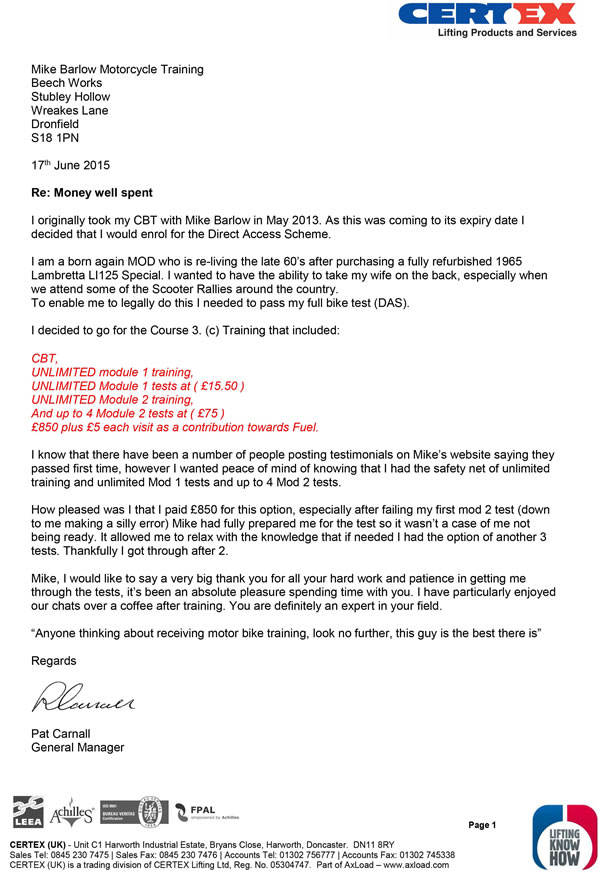 CERTEX
Lifting Products and Services
Mike Barlow Motorcycle Training
Beech Works
Stubley Hollow
Wreakes Lane
Dronfield
S18 1PN
17th June 2015
Re: Money well spent
I originally took my CBT with Mike Barlow in May 2013. As this was coming to its expiry date I
decided that I would enrol for the Direct Access Scheme.
I am a born again MOD who is re-living the late 60's after purchasing a fully refurbished 1965
Lambretta LI125 Special. I wanted to have the ability to take my wife on the back, especially when
we attend some of the Scooter Rallies around the country.
To enable me to legally do this I needed to pass my full bike test (DAS).
I decided to go for the Course 3. (c) Training that included:
CBT,
UNLIMITED module 1 training,
UNLIMITED Module 1 tests at ( £15.50 )
UNLIMITED Module 2 training,
And up to 4 Module 2 tests at ( £75 )
£850 plus £5 each visit as a contribution towards Fuel.
I know that there have been a number of people posting testimonials on Mike's website saying they
passed first time, however I wanted peace of mind of knowing that I had the safety net of unlimited
training and unlimited Mod 1 tests and up to 4 Mod 2 tests.
How pleased was I that I paid £850 for this option, especially after failing my first mod 2 test (down
to me making a silly error) Mike had fully prepared me for the test so it wasn't a case of me not
being ready. It allowed me to relax with the knowledge that if needed I had the option of another 3
tests. Thankfully I got through after 2.
Mike, I would like to say a very big thank you for all your hard work and patience in getting me
through the tests, it's been an absolute pleasure spending time with you. I have particularly enjoyed
our chats over a coffee after training. You are definitely an expert in your field.
“Anyone thinking about receiving motor bike training, look no further, this guy is the best there is”
Regards
Pat Carnall
General Manager
LEEA
Achilles
ISO 9001
BUREAU VERITAS
Certification
FPAL
empowered by Achilles
Page 1
LIFTING
KNOW
HOW
CERTEX (UK) - Unit C1 Harworth Industrial Estate, Bryans Close, Harworth, Doncaster. DN11 8RY
Sales Tel: 0845 230 7475 | Sales Fax: 0845 230 7476 | Accounts Tel: 01302 756777 | Accounts Fax: 01302 745338
CERTEX (UK) is a trading division of CERTEX Lifting Ltd, Reg. No. 05304747. Part of AxLoad – www.axload.com